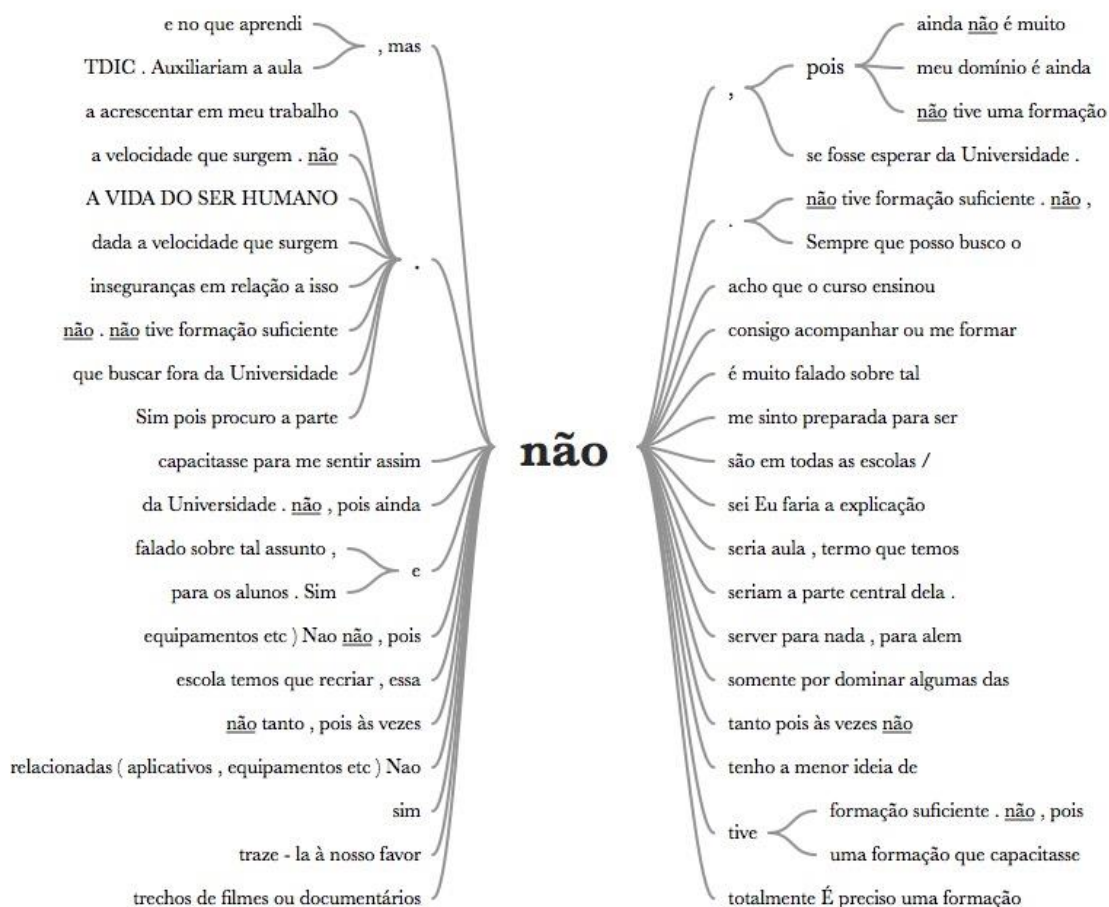 e no que aprendi
, mas
TDIC . Auxiliariam a aula
a acrescentar em meu trabalho
a velocidade que surgem . não
A VIDA DO SER HUMANO
dada a velocidade que surgem
.
inseguranças em relação a isso
não . não tive formação suficiente
que buscar fora da Universidade
Sim pois procuro a parte
capacitasse para me sentir assim
da Universidade . não , pois ainda
falado sobre tal assunto ,
e
para os alunos . Sim
equipamentos etc ) Nao não , pois
escola temos que recriar , essa
não tanto , pois às vezes
relacionadas ( aplicativos , equipamentos etc ) Nao
sim
traze - la à nosso favor
trechos de filmes ou documentários
não
,
pois
ainda não é muito
meu domínio é ainda
não tive uma formação
se fosse esperar da Universidade .
.
não tive formação suficiente . não ,
Sempre que posso busco o
acho que o curso ensinou
consigo acompanhar ou me formar
é muito falado sobre tal
me sinto preparada para ser
são em todas as escolas /
sei Eu faria a explicação
seria aula , termo que temos
seriam a parte central dela .
server para nada , para alem
somente por dominar algumas das
tanto pois às vezes não
tenho a menor ideia de
tive
formação suficiente . não , pois
uma formação que capacitasse
totalmente É preciso uma formação